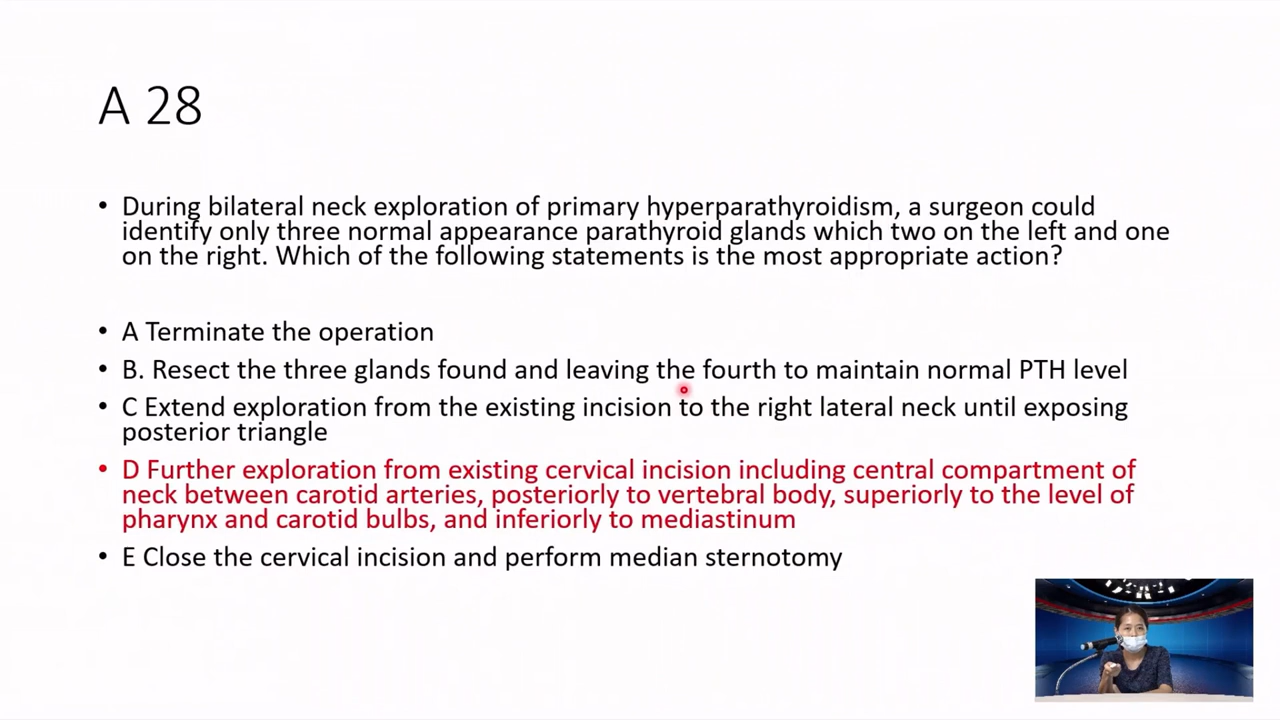 A 28
• During bilateral neck exploration of primary hyperparathyroidism, a surgeon could
identify only three normal appearance parathyroid glands which two on the left and one
on the right. Which of the following statements is the most appropriate action?
• A Terminate the operation
• B. Resect the three glands found and leaving the fourth to maintain normal PTH level
• C Extend exploration from the existing incision to the right lateral neck until exposing
posterior triangle
• D Further exploration from existing cervical incision including central compartment of
neck between carotid arteries, posteriorly to vertebral body, superiorly to the level of
pharynx and carotid bulbs, and inferiorly to mediastinum
• E Close the cervical incision and perform median sternotomy